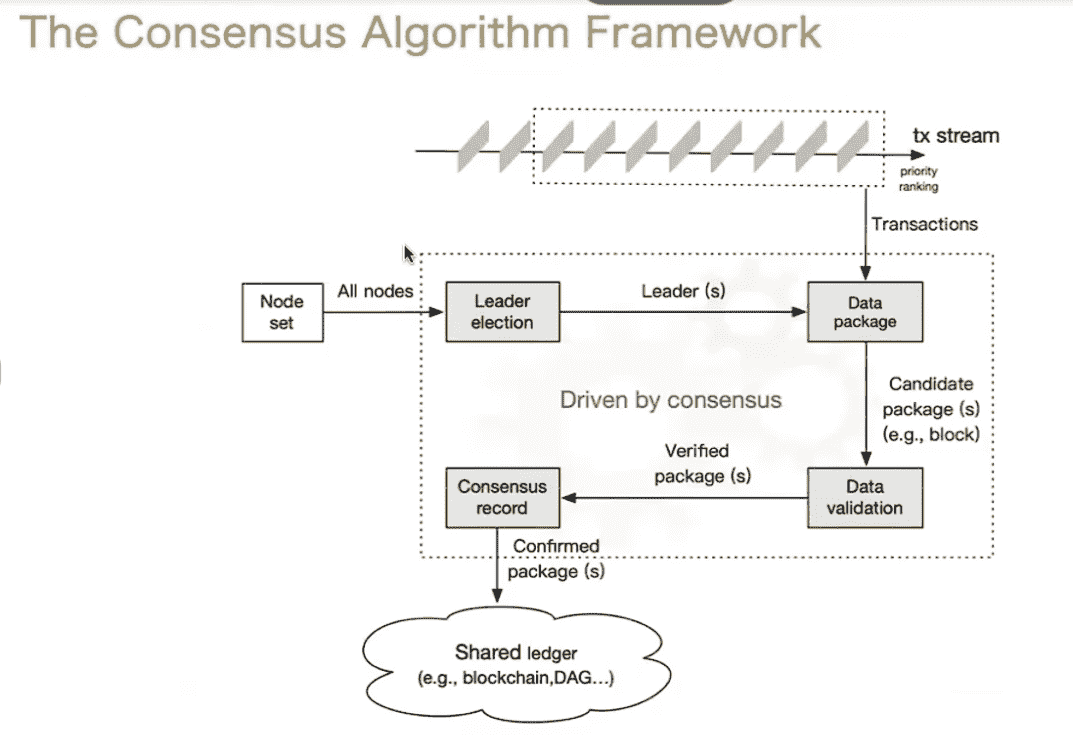 The Consensus Algorithm Framework
tx stream
priority
ranking
Transactions
Node
set
All nodes
Leader
election
Leader (s)
Data
package
Driven by consensus
Candidate
package (s)
(e.g., block)
Verified
package (s)
Consensus
record
Data
validation
Confirmed
package (s)
Shared ledger
(e.g., blockchain,DAG...)